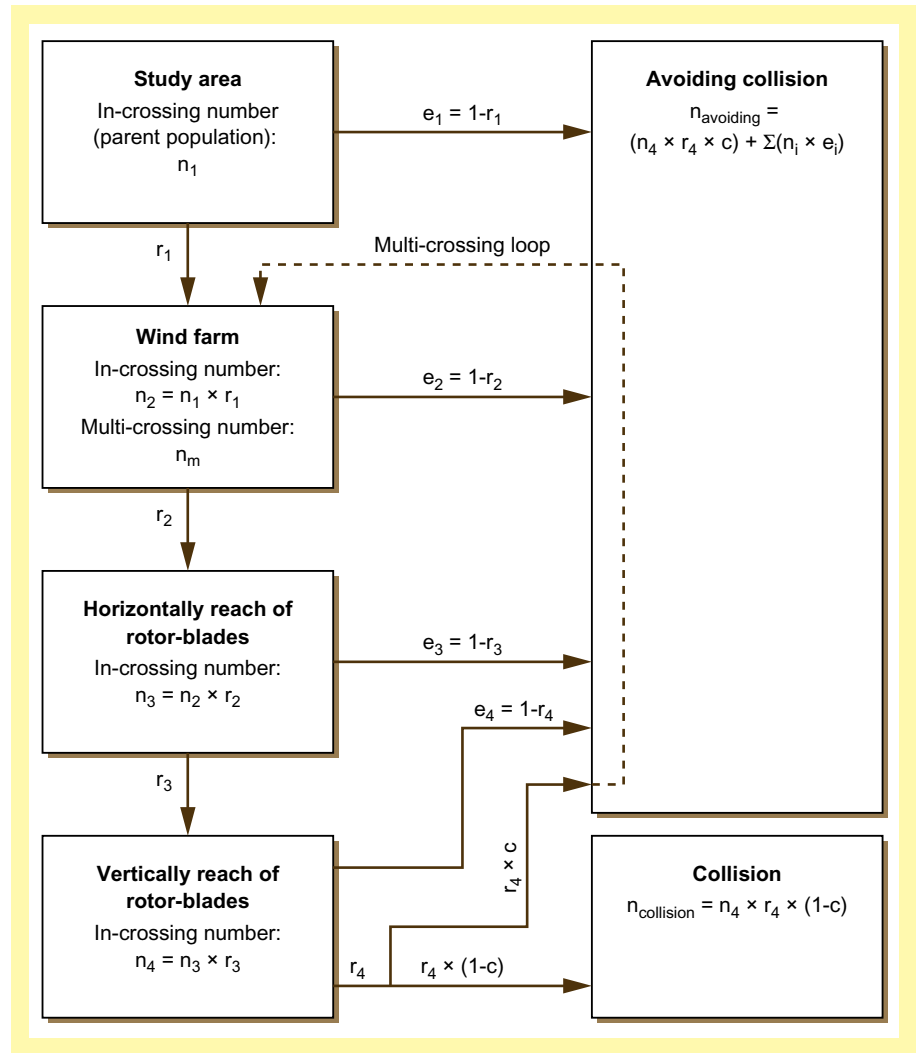 Study area
In-crossing number
(parent population):
n₁
e₁ = 1-r₁
Avoiding collision
n_avoiding =
(n₄ × r₄ × c) + Σ(nᵢ × eᵢ)
r₁
Multi-crossing loop
Wind farm
In-crossing number:
n₂ = n₁ × r₁
Multi-crossing number:
n_m
e₂ = 1-r₂
r₂
Horizontally reach of
rotor-blades
In-crossing number:
n₃ = n₂ × r₂
e₃ = 1-r₃
e₄ = 1-r₄
r₃
r₄ × c
Vertically reach of
rotor-blades
In-crossing number:
n₄ = n₃ × r₃
r₄
r₄ × (1-c)
Collision
n_collision = n₄ × r₄ × (1-c)